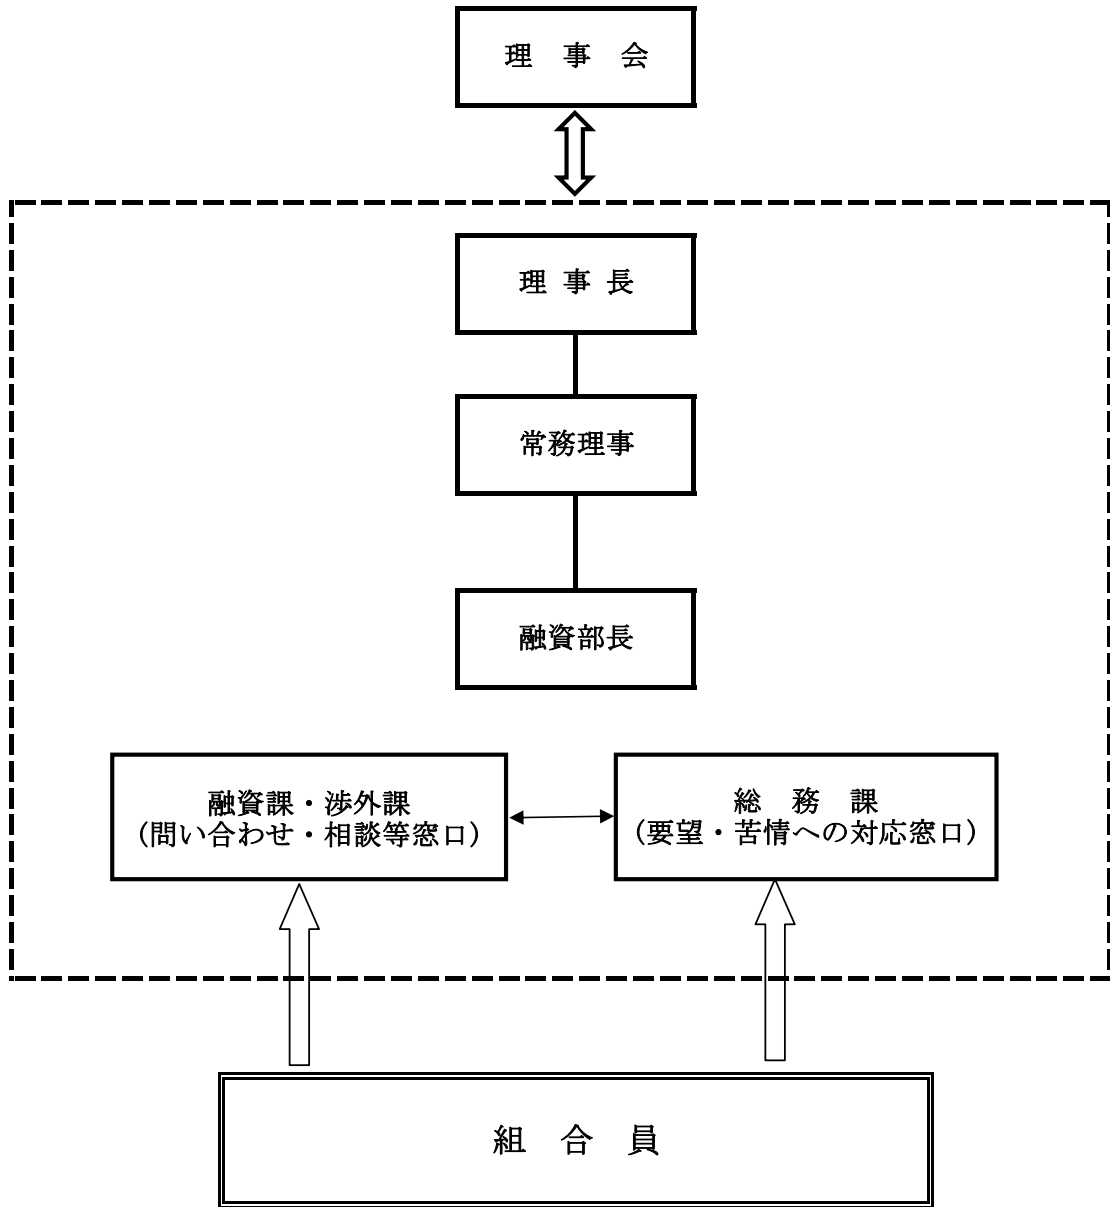 理　事　会
理 事 長
常務理事
融資部長
融資課・渉外課
（問い合わせ・相談等窓口）
総　務　課
（要望・苦情への対応窓口）
組　合　員